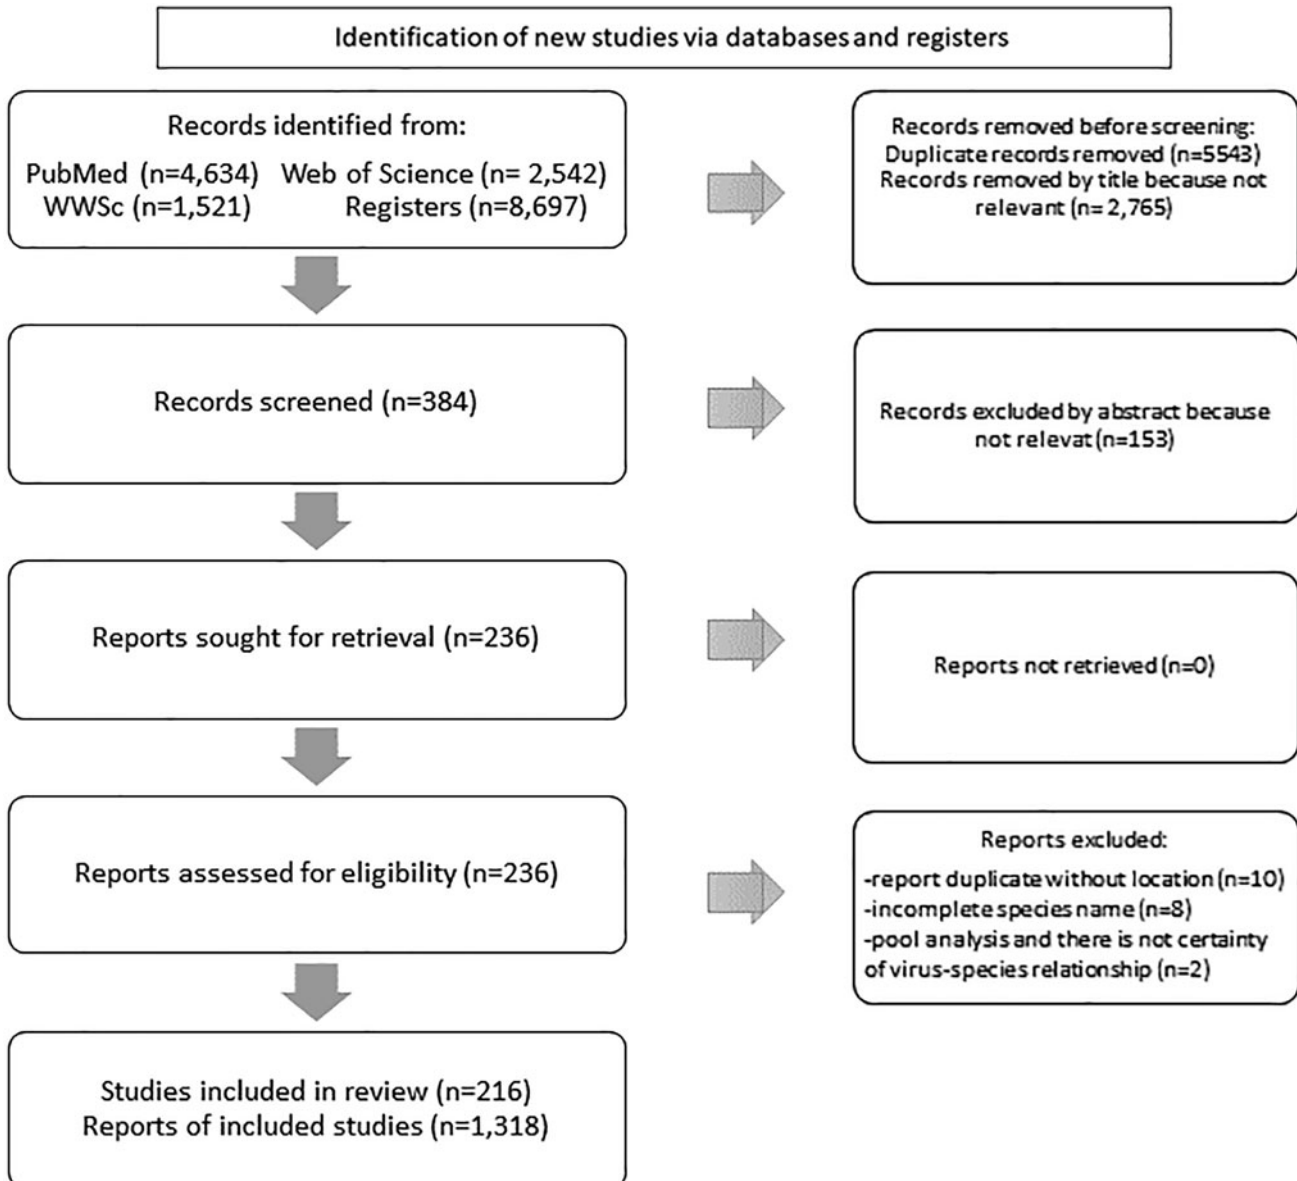 Identification of new studies via databases and registers
Records identified from:
PubMed (n=4,634) Web of Science (n= 2,542)
WWSc (n=1,521) Registers (n=8,697)
Records removed before screening:
Duplicate records removed (n=5543)
Records removed by title because not
relevant (n= 2,765)
Records screened (n=384)
Records excluded by abstract because
not relevat (n=153)
Reports sought for retrieval (n=236)
Reports not retrieved (n=0)
Reports assessed for eligibility (n=236)
Reports excluded:
-report duplicate without location (n=10)
-incomplete species name (n=8)
-pool analysis and there is not certainty
of virus-species relationship (n=2)
Studies included in review (n=216)
Reports of included studies (n=1,318)